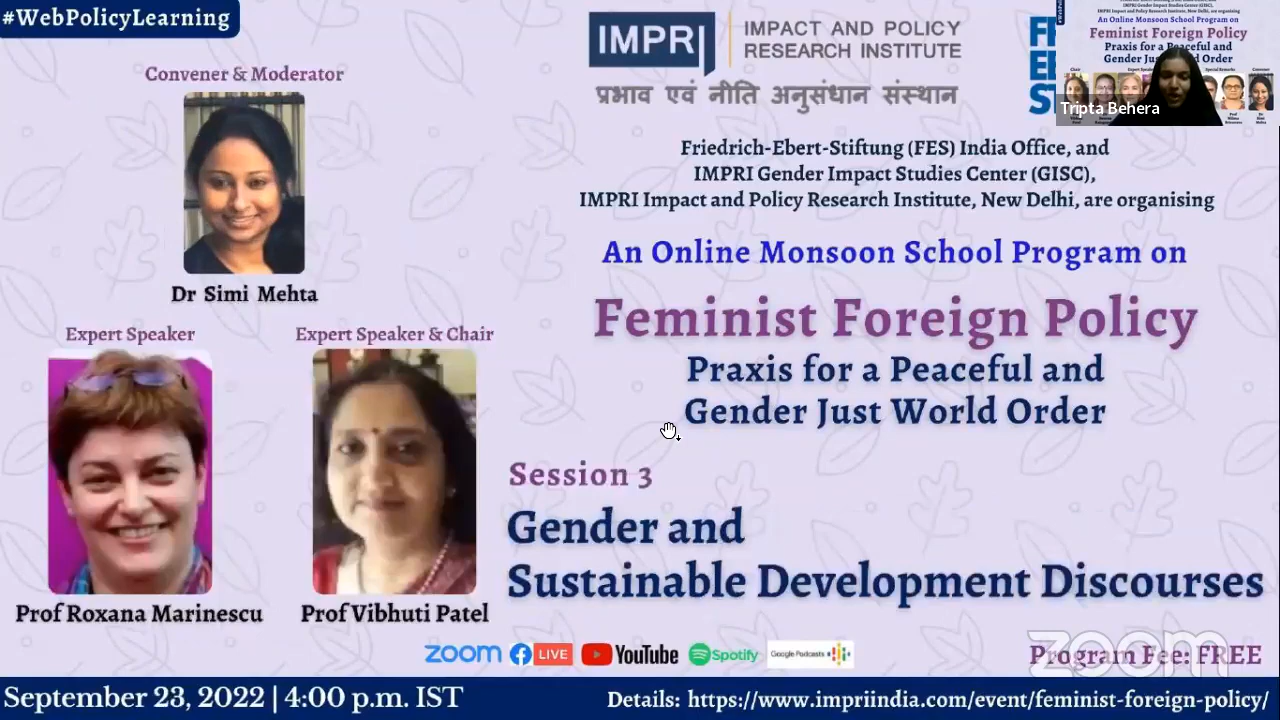 #WebPolicyLearning
Convener & Moderator
Dr Simi Mehta
Expert Speaker
Prof Roxana Marinescu
Expert Speaker & Chair
Prof Vibhuti Patel
IMPRI
IMPACT AND POLICY
RESEARCH INSTITUTE
प्रभाव एवं नीति अनुसंधान संस्थान
An Online Monsoon School Program on
Feminist Foreign Policy
Praxis for a Peaceful and
Gender Just World Order
Tripta Behera
Friedrich-Ebert-Stiftung (FES) India Office, and
IMPRI Gender Impact Studies Center (GISC),
IMPRI Impact and Policy Research Institute, New Delhi, are organising
An Online Monsoon School Program on
Feminist Foreign Policy
Praxis for a Peaceful and
Gender Just World Order
Session 3
Gender and
Sustainable Development Discourses
zoom LIVE YouTube Spotify Google Podcasts
zoom
Program Fee: FREE
September 23, 2022 | 4:00 p.m. IST
Details: https://www.impriindia.com/event/feminist-foreign-policy/